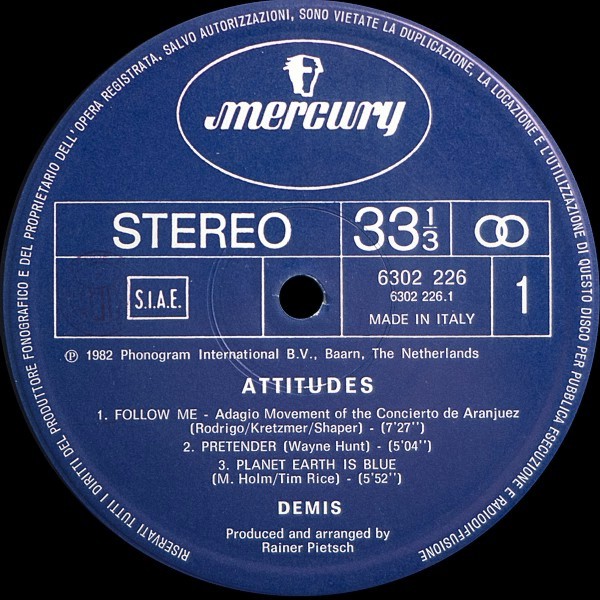 RISERVATI TUTTI I DIRITTI DEL PRODUTTORE FONOGRAFICO E DEL PROPRIETARIO DELL'OPERA REGISTRATA. SALVO AUTORIZZAZIONI, SONO VIETATE LA DUPLICAZIONE, LA LOCAZIONE E L'UTILIZZAZIONE DI QUESTO DISCO PER PUBBLICA ESECUZIONE E RADIODIFFUSIONE
mercury
STEREO
33 1/3
S.I.A.E.
6302 226
6302 226.1
MADE IN ITALY
1
℗ 1982 Phonogram International B.V., Baarn, The Netherlands
ATTITUDES
1. FOLLOW ME - Adagio Movement of the Concierto de Aranjuez
(Rodrigo/Kretzmer/Shaper) - (7'27'')
2. PRETENDER (Wayne Hunt) - (5'04'')
3. PLANET EARTH IS BLUE
(M. Holm/Tim Rice) - (5'52'')
DEMIS
Produced and arranged by
Rainer Pietsch